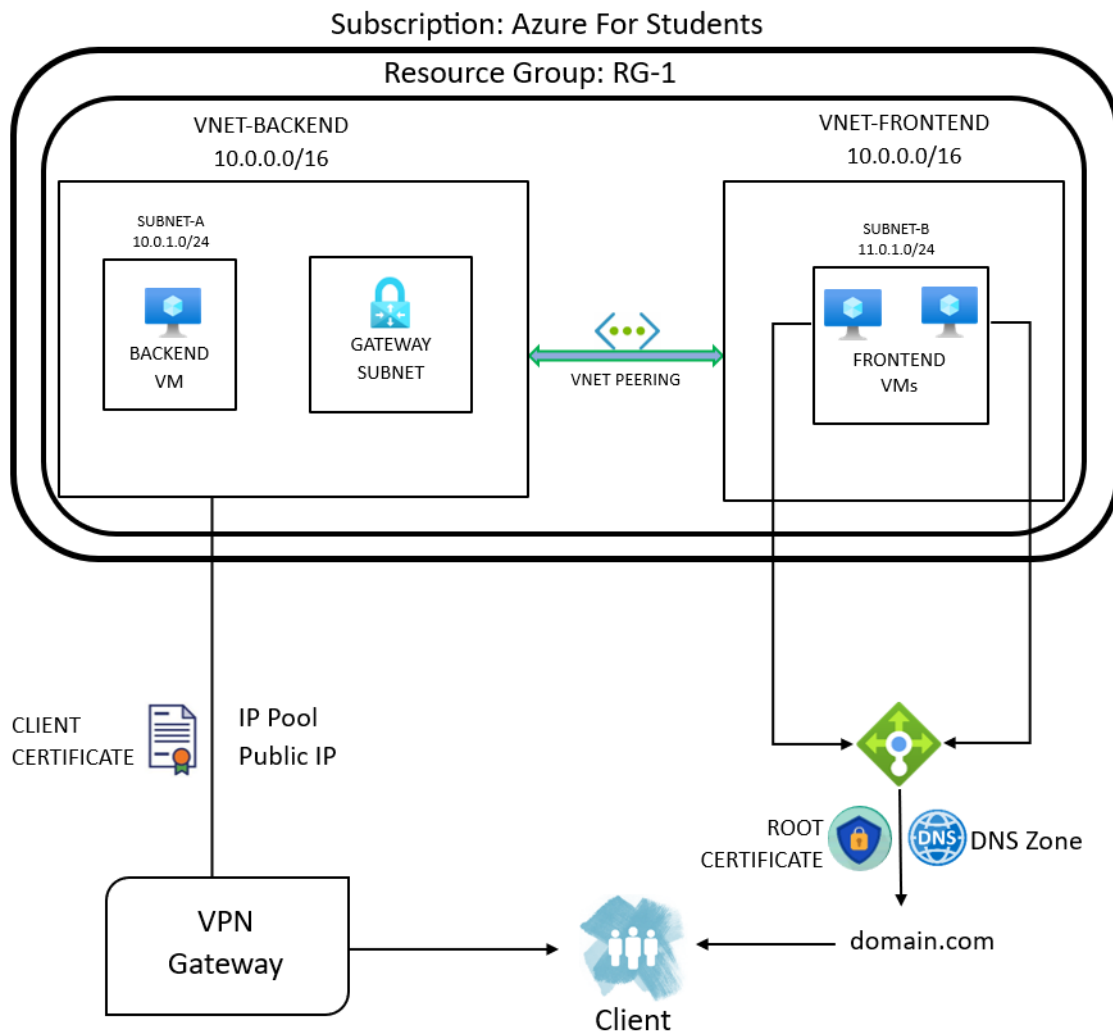 Subscription: Azure For Students
Resource Group: RG-1
VNET-BACKEND
10.0.0.0/16
VNET-FRONTEND
10.0.0.0/16
SUBNET-A
10.0.1.0/24
BACKEND
VM
GATEWAY
SUBNET
VNET PEERING
SUBNET-B
11.0.1.0/24
FRONTEND
VMs
CLIENT
CERTIFICATE
IP Pool
Public IP
ROOT
CERTIFICATE
DNS
DNS Zone
VPN
Gateway
domain.com
Client